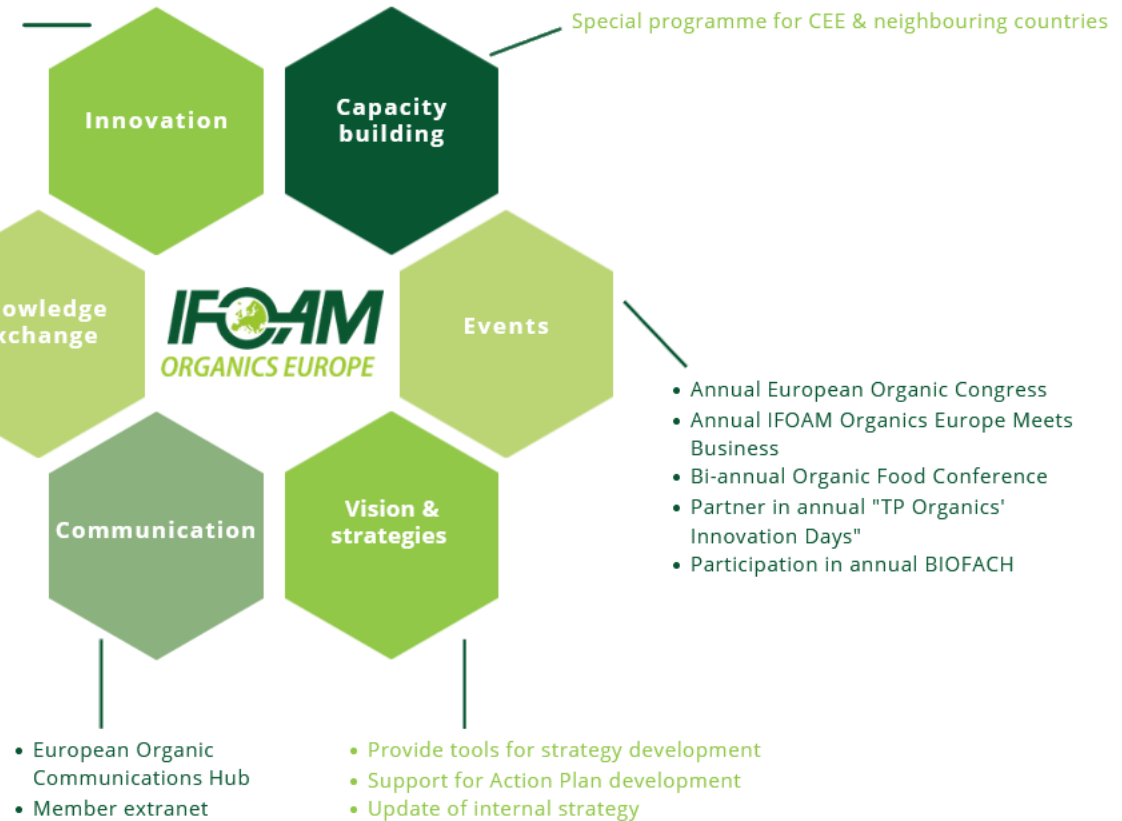 Special programme for CEE & neighbouring countries
Innovation
Capacity
building
owledge
xchange
IFOAM
ORGANICS EUROPE
Events
• Annual European Organic Congress
• Annual IFOAM Organics Europe Meets
Business
• Bi-annual Organic Food Conference
• Partner in annual "TP Organics'
Innovation Days"
• Participation in annual BIOFACH
Communication
Vision &
strategies
• European Organic
Communications Hub
• Member extranet
• Provide tools for strategy development
• Support for Action Plan development
• Update of internal strategy